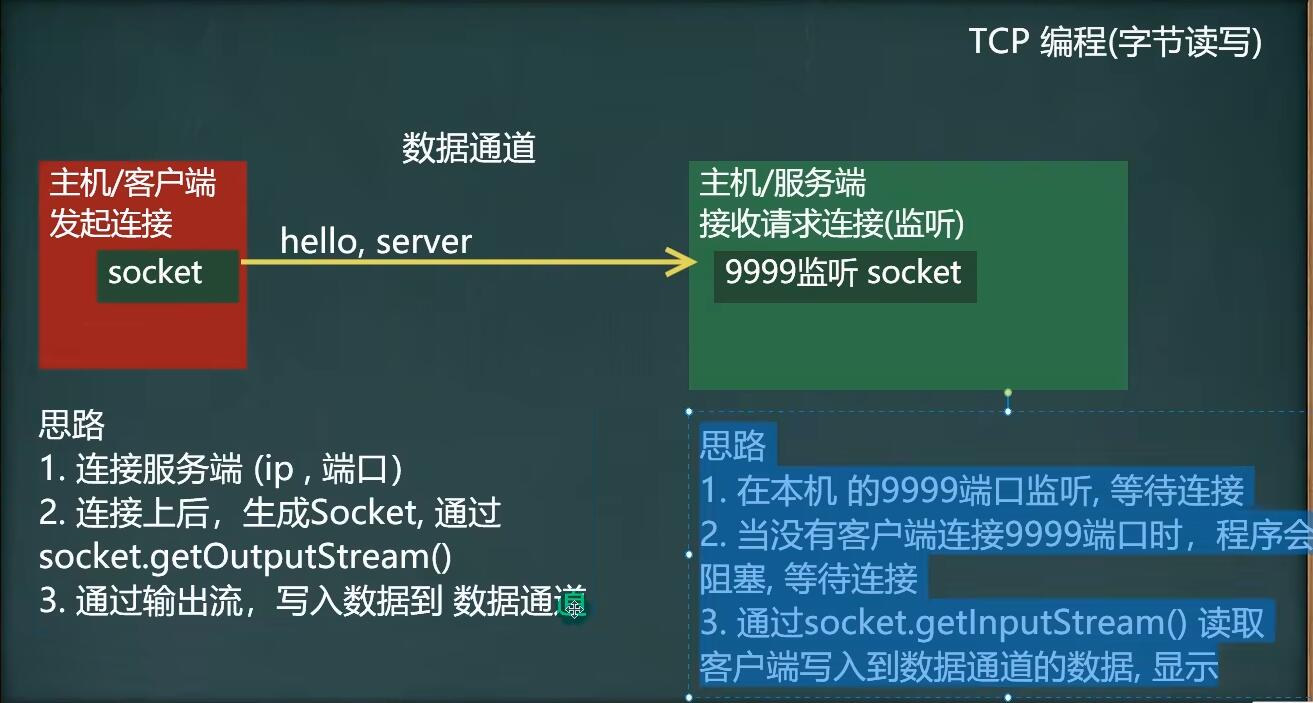 TCP 编程(字节读写)
数据通道
主机/客户端
发起连接
socket
hello, server
主机/服务端
接收请求连接(监听)
9999监听 socket
思路
1. 连接服务端 (ip , 端口)
2. 连接上后，生成Socket, 通过
socket.getOutputStream()
3. 通过输出流，写入数据到 数据通道
思路
1. 在本机 的9999端口监听, 等待连接
2. 当没有客户端连接9999端口时，程序会
阻塞, 等待连接
3. 通过socket.getInputStream() 读取
客户端写入到数据通道的数据, 显示